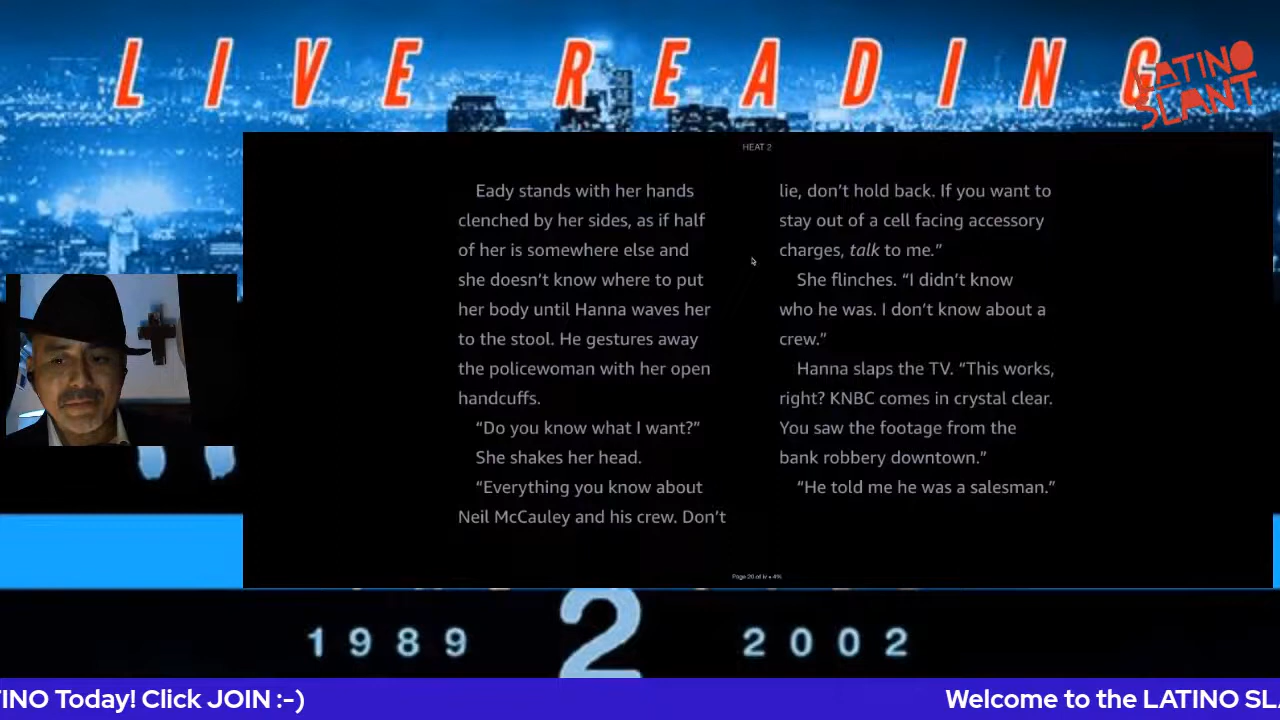 LIVE READING
LATINO
SLANT
HEAT 2
Eady stands with her hands
clenched by her sides, as if half
of her is somewhere else and
she doesn’t know where to put
her body until Hanna waves her
to the stool. He gestures away
the policewoman with her open
handcuffs.
“Do you know what I want?”
She shakes her head.
“Everything you know about
Neil McCauley and his crew. Don’t
lie, don’t hold back. If you want to
stay out of a cell facing accessory
charges, talk to me.”
She flinches. “I didn’t know
who he was. I don’t know about a
crew.”
Hanna slaps the TV. “This works,
right? KNBC comes in crystal clear.
You saw the footage from the
bank robbery downtown.”
“He told me he was a salesman.”
1989 2 2002
TINO Today! Click JOIN :-) Welcome to the LATINO SLA